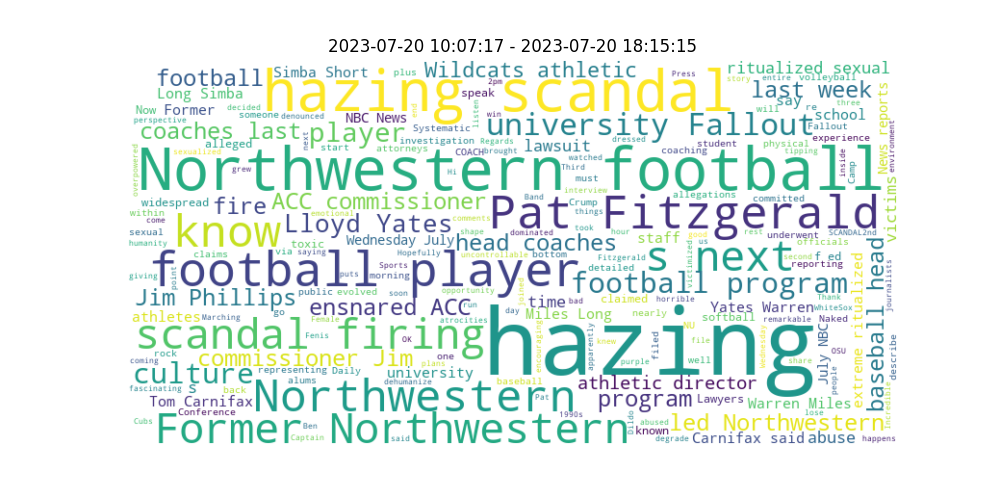 2023-07-20 10:07:17 - 2023-07-20 18:15:15
football Simba Short plus Wildcats athletic Press ritualized sexual
Long Simba hazing scandal 2pm story entire volleyball
speak last week
Now Former decided someone denounced end listen win say will re three
perspective NBC News Systematic university Fallout school
coaches last player investigation Regards dressed Fallout experience
alleged next start attorneys COACH brought lawsuit coaching student physical
overpowered sexualized grew Hi watched Third must tipping inside Camp News reports environment
Northwestern football
widespread fire ACC commissioner interview Band Crump things allegations committed victims
within come emotional Lloyd Yates comments shape dominated took Pat Fitzgerald
sexual know toxic Wednesday July head coaches hour staff underwent SCANDAL2nd
humanity claims via saying Hopefully uncontrollable bottom Fitzgerald detailed victimized us good rest officials
giving point football player puts Sports morning s next second f ed reporting
Jim Phillips public evolved soon opportunity joined football program journalists
ensnared ACC run time bad claimed horrible Yates Warren Thank
athletes Marching go day Miles Long nearly softball remarkable Naked WhiteSox
scandal firing Female Fenis atrocities encouraging hazing extreme ritualized baseball head
rock OK knew apparently filed NU file Wednesday July NBC OSU describe
coming commissioner Jim one plans purple well share people
culture representing Daily university
fascinating s back alums dehumanize baseball athletic director
Tom Carnifax Northwestern Pat program Lawyers Warren Miles
Conference 1990s abused lose incredible
Cubs Former Northwestern Ben Captain said dildo known led Northwestern
degrade Carnifax said abuse happens